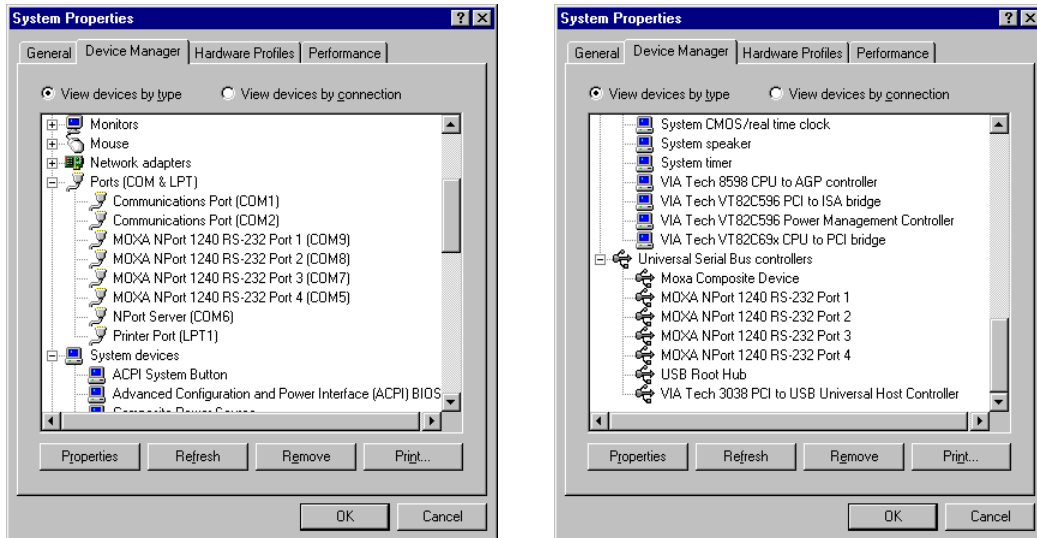 System Properties
General Device Manager Hardware Profiles Performance
View devices by type View devices by connection
Monitors
Mouse
Network adapters
Ports (COM & LPT)
Communications Port (COM1)
Communications Port (COM2)
MOXA NPort 1240 RS-232 Port 1 (COM9)
MOXA NPort 1240 RS-232 Port 2 (COM8)
MOXA NPort 1240 RS-232 Port 3 (COM7)
MOXA NPort 1240 RS-232 Port 4 (COM5)
NPort Server (COM6)
Printer Port (LPT1)
System devices
ACPI System Button
Advanced Configuration and Power Interface (ACPI) BIOS
Composite Power Source
Properties Refresh Remove Print...
OK Cancel
System Properties
General Device Manager Hardware Profiles Performance
View devices by type View devices by connection
System CMOS/real time clock
System speaker
System timer
VIA Tech 8598 CPU to AGP controller
VIA Tech VT82C596 PCI to ISA bridge
VIA Tech VT82C596 Power Management Controller
VIA Tech VT82C69x CPU to PCI bridge
Universal Serial Bus controllers
Moxa Composite Device
MOXA NPort 1240 RS-232 Port 1
MOXA NPort 1240 RS-232 Port 2
MOXA NPort 1240 RS-232 Port 3
MOXA NPort 1240 RS-232 Port 4
USB Root Hub
VIA Tech 3038 PCI to USB Universal Host Controller
Properties Refresh Remove Print...
OK Cancel